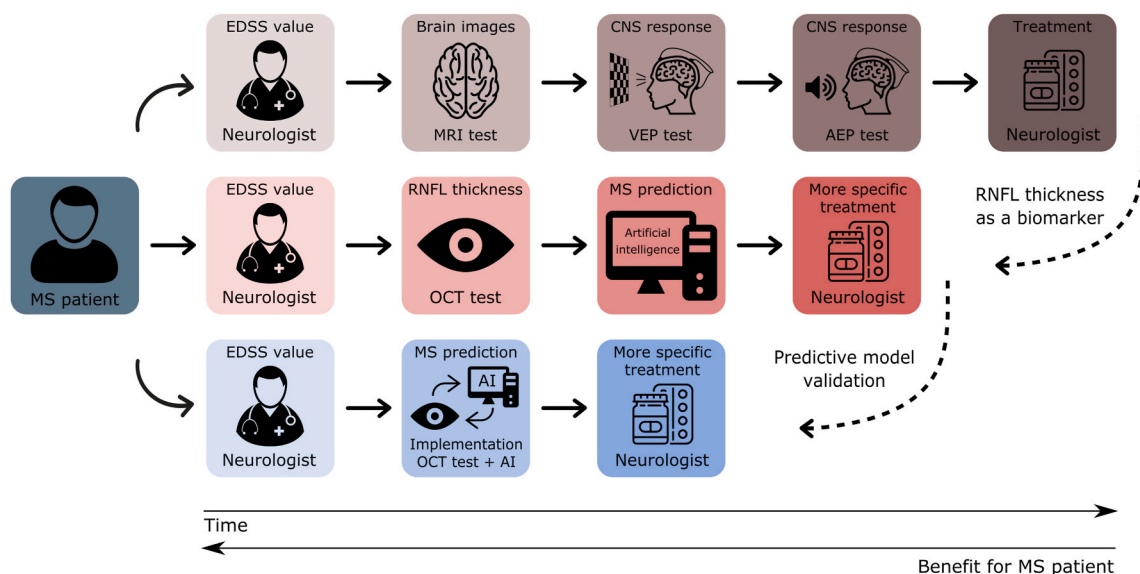 EDSS value
Neurologist
Brain images
MRI test
CNS response
VEP test
CNS response
AEP test
Treatment
Neurologist
MS patient
EDSS value
Neurologist
RNFL thickness
OCT test
MS prediction
Artificial
intelligence
More specific
treatment
Neurologist
RNFL thickness
as a biomarker
EDSS value
Neurologist
MS prediction
AI
Implementation
OCT test + AI
More specific
treatment
Neurologist
Predictive model
validation
Time
Benefit for MS patient